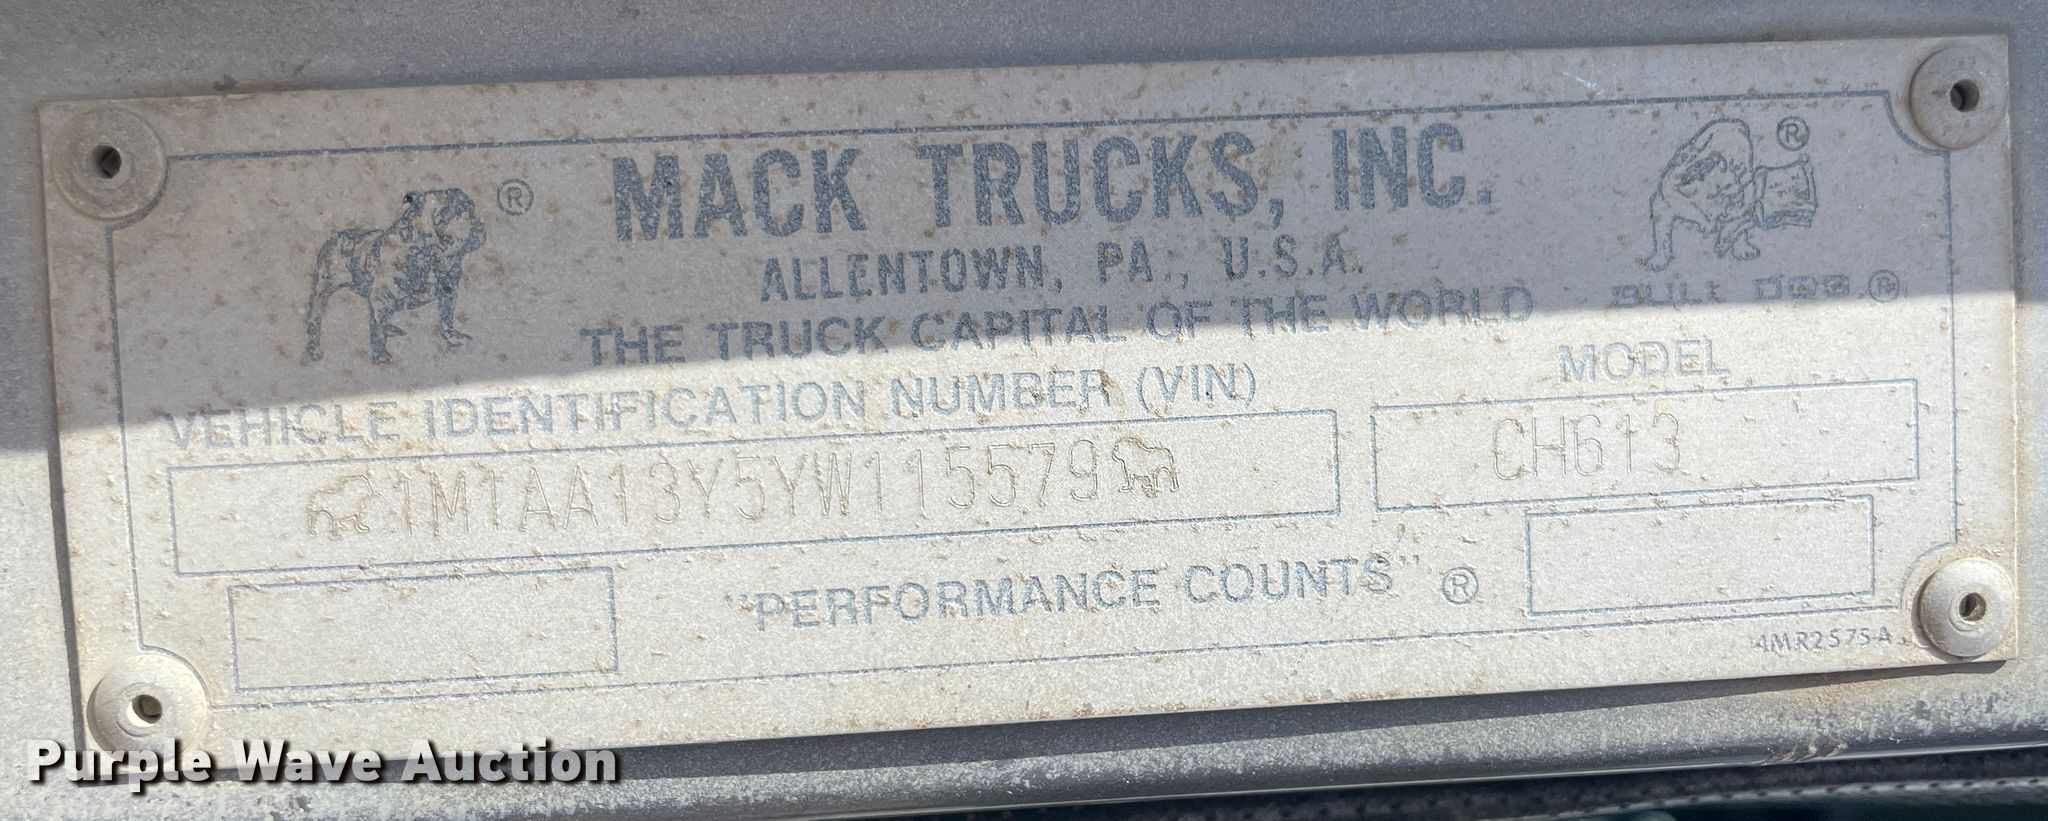 MACK TRUCKS, INC.
ALLENTOWN, PA., U.S.A.
THE TRUCK CAPITAL OF THE WORLD
BULL DOG ®
®
®
VEHICLE IDENTIFICATION NUMBER (VIN)
MODEL
1M1AA13Y5YW115579
CH613
"PERFORMANCE COUNTS" ®
4MR2575A
Purple Wave Auction